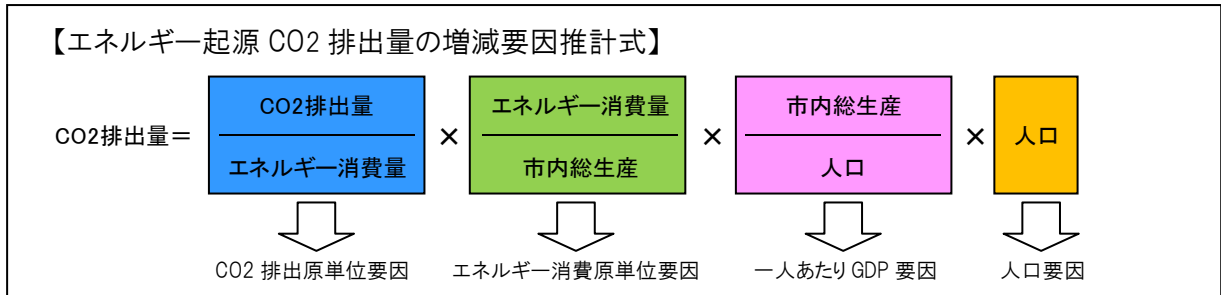 【エネルギー起源 CO2 排出量の増減要因推計式】
CO2排出量＝
CO2排出量
エネルギー消費量
×
エネルギー消費量
市内総生産
×
市内総生産
人口
×
人口
CO2 排出原単位要因
エネルギー消費原単位要因
一人あたり GDP 要因
人口要因